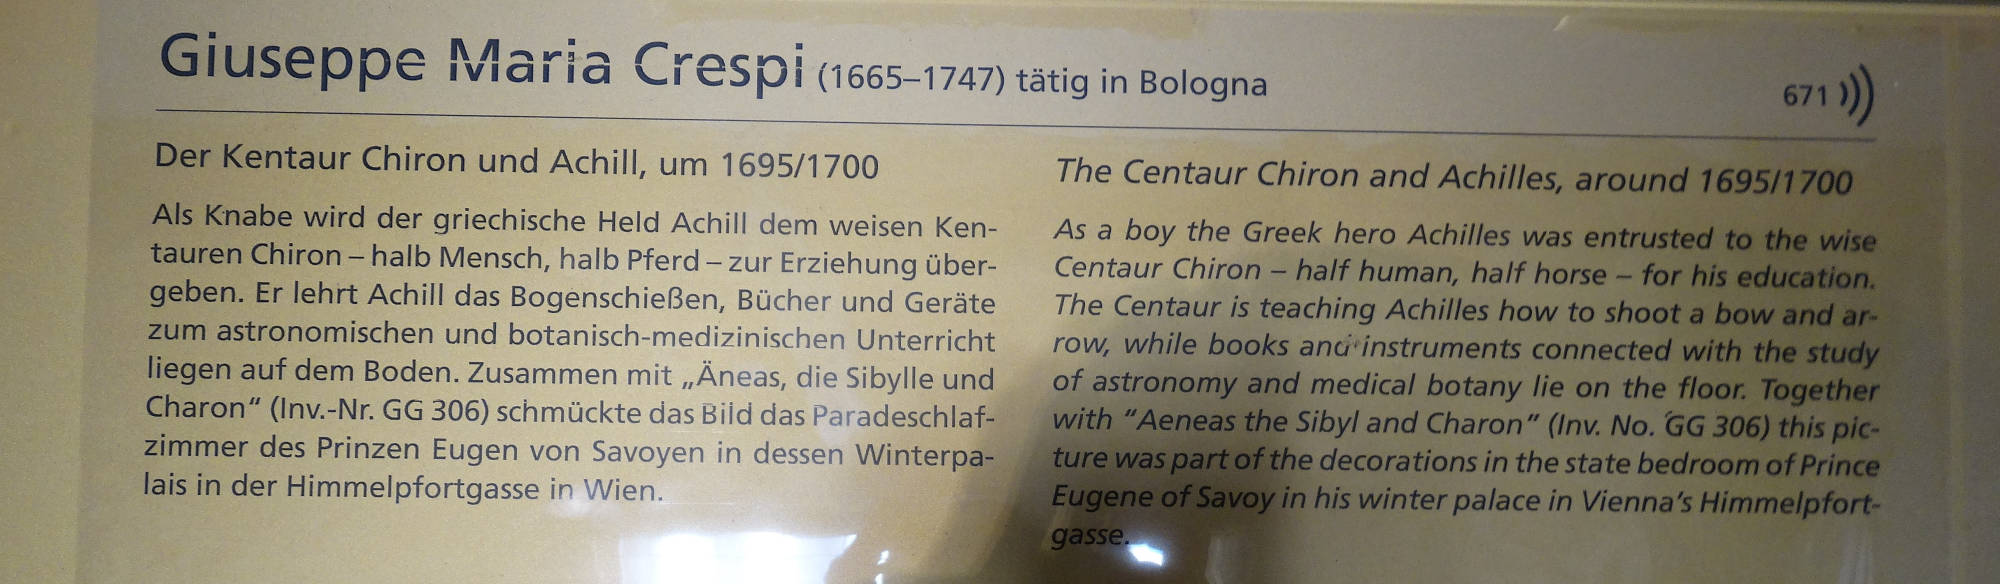 Giuseppe Maria Crespi (1665–1747) tätig in Bologna
671
Der Kentaur Chiron und Achill, um 1695/1700
Als Knabe wird der griechische Held Achill dem weisen Ken-
tauren Chiron – halb Mensch, halb Pferd – zur Erziehung über-
geben. Er lehrt Achill das Bogenschießen, Bücher und Geräte
zum astronomischen und botanisch-medizinischen Unterricht
liegen auf dem Boden. Zusammen mit „Äneas, die Sibylle und
Charon“ (Inv.-Nr. GG 306) schmückte das Bild das Paradeschlaf-
zimmer des Prinzen Eugen von Savoyen in dessen Winterpa-
lais in der Himmelpfortgasse in Wien.
The Centaur Chiron and Achilles, around 1695/1700
As a boy the Greek hero Achilles was entrusted to the wise
Centaur Chiron – half human, half horse – for his education.
The Centaur is teaching Achilles how to shoot a bow and ar-
row, while books and instruments connected with the study
of astronomy and medical botany lie on the floor. Together
with “Aeneas the Sibyl and Charon” (Inv. No. GG 306) this pic-
ture was part of the decorations in the state bedroom of Prince
Eugene of Savoy in his winter palace in Vienna’s Himmelpfort-
gasse.